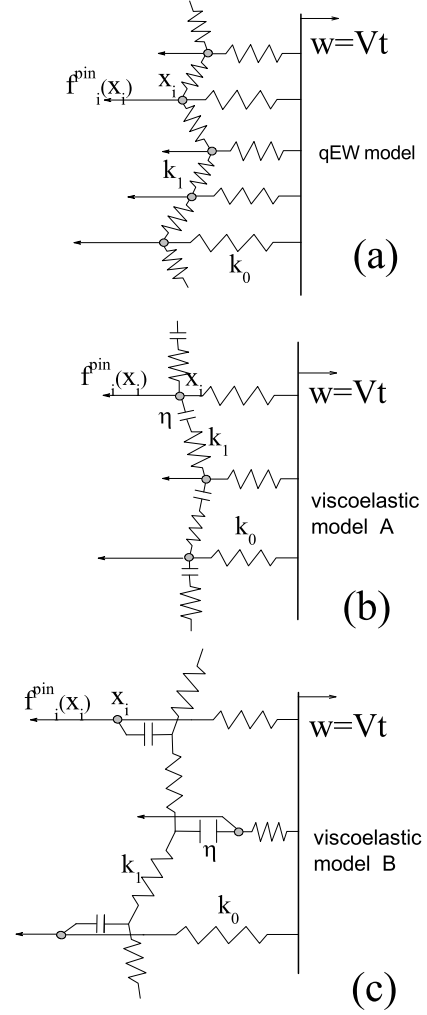 w=Vt
x_i
f^pin_i(x_i)
qEW model
k_1
k_0
(a)
f^pin_i(x_i)
x_i
w=Vt
η
k_1
viscoelastic
model A
k_0
(b)
f^pin_i(x_i)
x_i
w=Vt
η
viscoelastic
model B
k_1
k_0
(c)